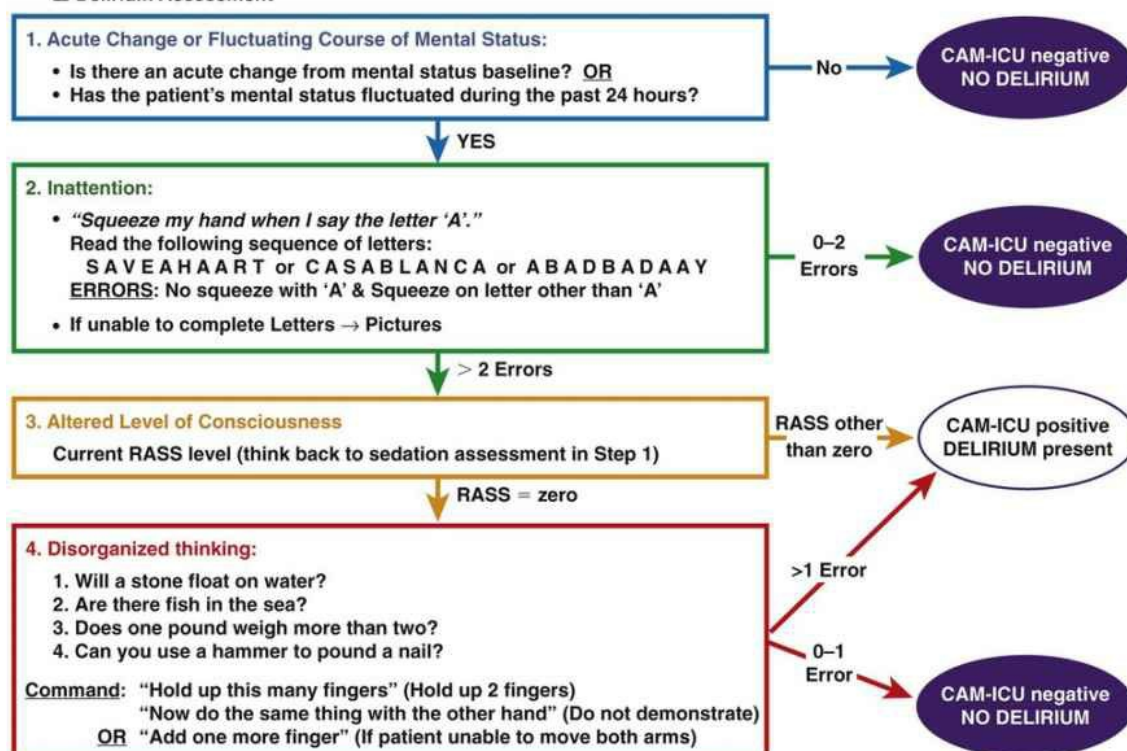 Delirium Assessment
1. Acute Change or Fluctuating Course of Mental Status:
• Is there an acute change from mental status baseline? OR
• Has the patient's mental status fluctuated during the past 24 hours?
No
CAM-ICU negative
NO DELIRIUM
YES
2. Inattention:
• “Squeeze my hand when I say the letter ‘A’.”
Read the following sequence of letters:
S A V E A H A A R T or C A S A B L A N C A or A B A D B A D A A Y
ERRORS: No squeeze with ‘A’ & Squeeze on letter other than ‘A’
• If unable to complete Letters → Pictures
0–2
Errors
CAM-ICU negative
NO DELIRIUM
> 2 Errors
3. Altered Level of Consciousness
Current RASS level (think back to sedation assessment in Step 1)
RASS other
than zero
CAM-ICU positive
DELIRIUM present
RASS = zero
4. Disorganized thinking:
1. Will a stone float on water?
2. Are there fish in the sea?
3. Does one pound weigh more than two?
4. Can you use a hammer to pound a nail?
Command: “Hold up this many fingers” (Hold up 2 fingers)
“Now do the same thing with the other hand” (Do not demonstrate)
OR “Add one more finger” (If patient unable to move both arms)
>1 Error
0–1
Error
CAM-ICU negative
NO DELIRIUM